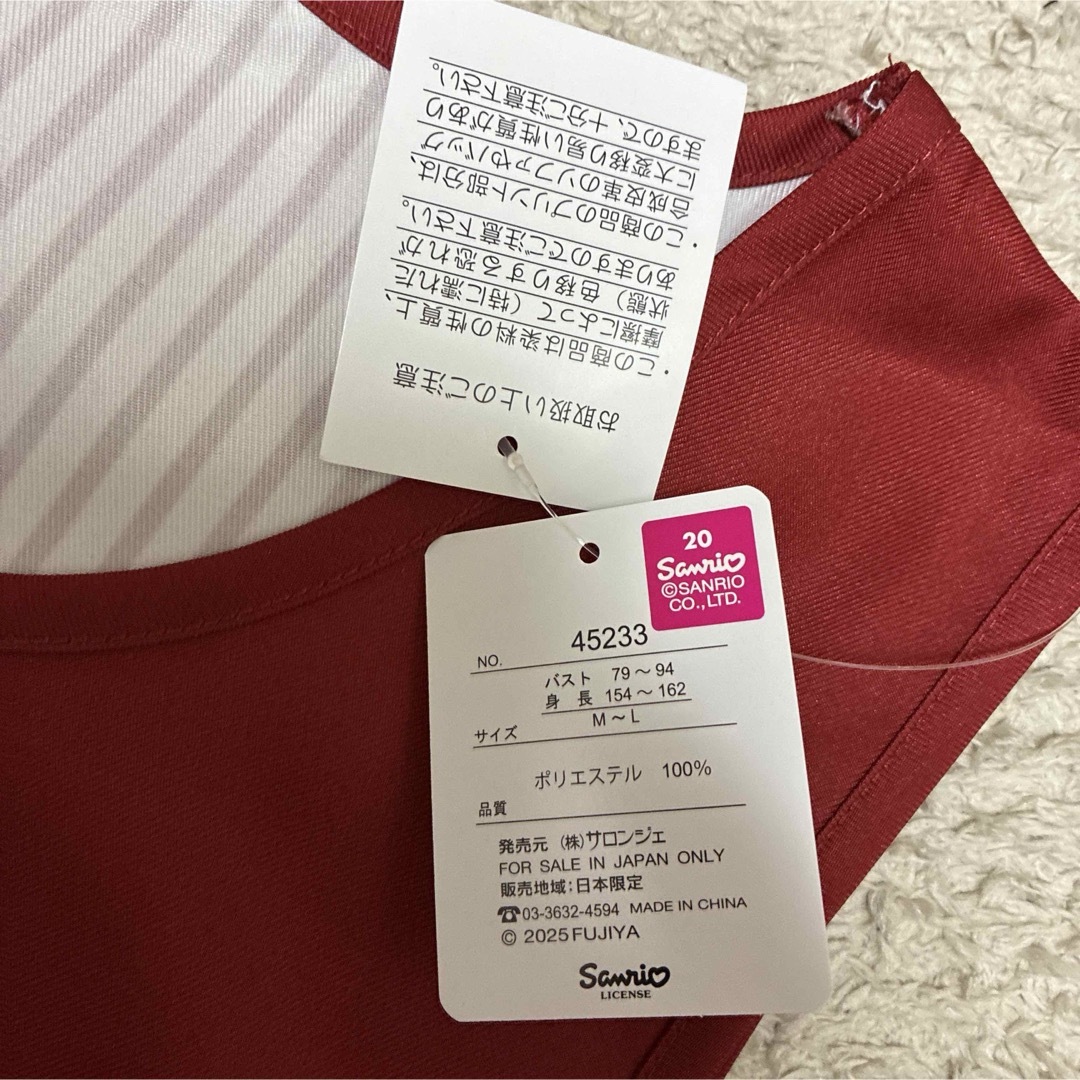 お取扱い上のご注意
・この商品は染料の性質上、
摩擦によって（特に濡れた
状態）色移りする恐れが
ありますのでご注意下さい。
・この商品のプリント部分は、
合成皮革のソファやバッグ
に大変移り易い性質があり
ますので、十分ご注意下さい。
20
Sanrio
©SANRIO
CO.,LTD.
NO. 45233
バスト 79～94
身長 154～162
サイズ M～L
ポリエステル 100%
品質
発売元 (株)サロンジェ
FOR SALE IN JAPAN ONLY
販売地域:日本限定
☎03-3632-4594 MADE IN CHINA
© 2025 FUJIYA
Sanrio
LICENSE